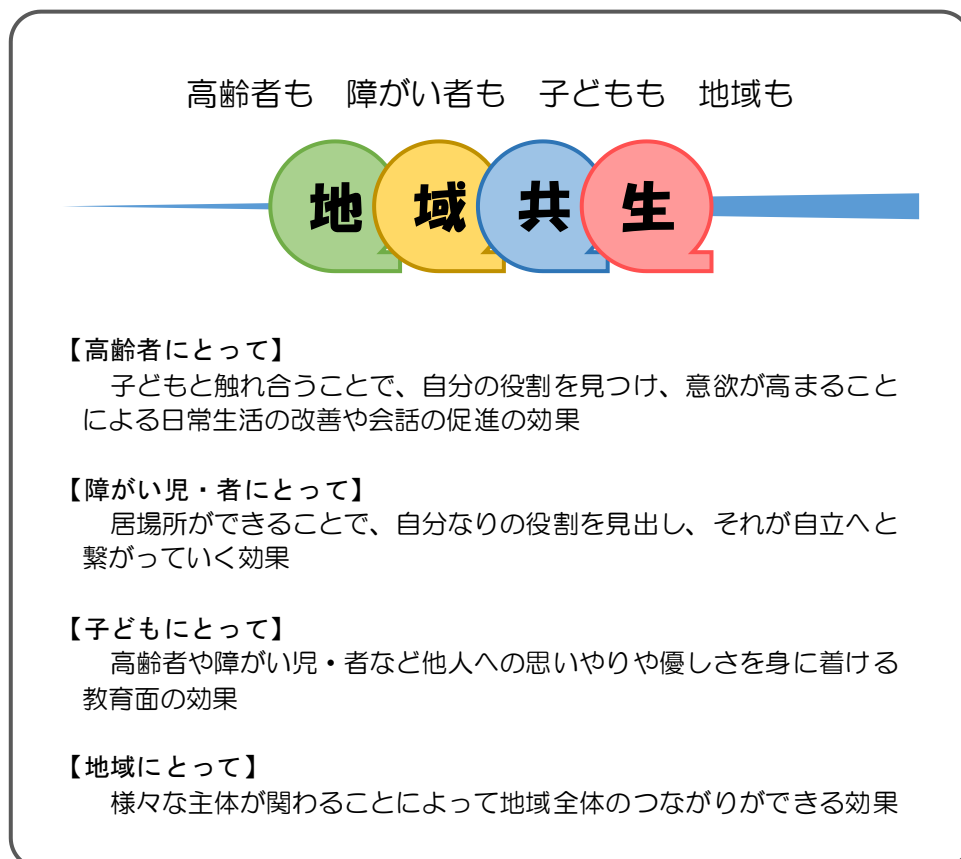 高齢者も　障がい者も　子どもも　地域も
地域共生
【高齢者にとって】
子どもと触れ合うことで、自分の役割を見つけ、意欲が高まること
による日常生活の改善や会話の促進の効果
【障がい児・者にとって】
居場所ができることで、自分なりの役割を見出し、それが自立へと
繋がっていく効果
【子どもにとって】
高齢者や障がい児・者など他人への思いやりや優しさを身に着ける
教育面の効果
【地域にとって】
様々な主体が関わることによって地域全体のつながりができる効果